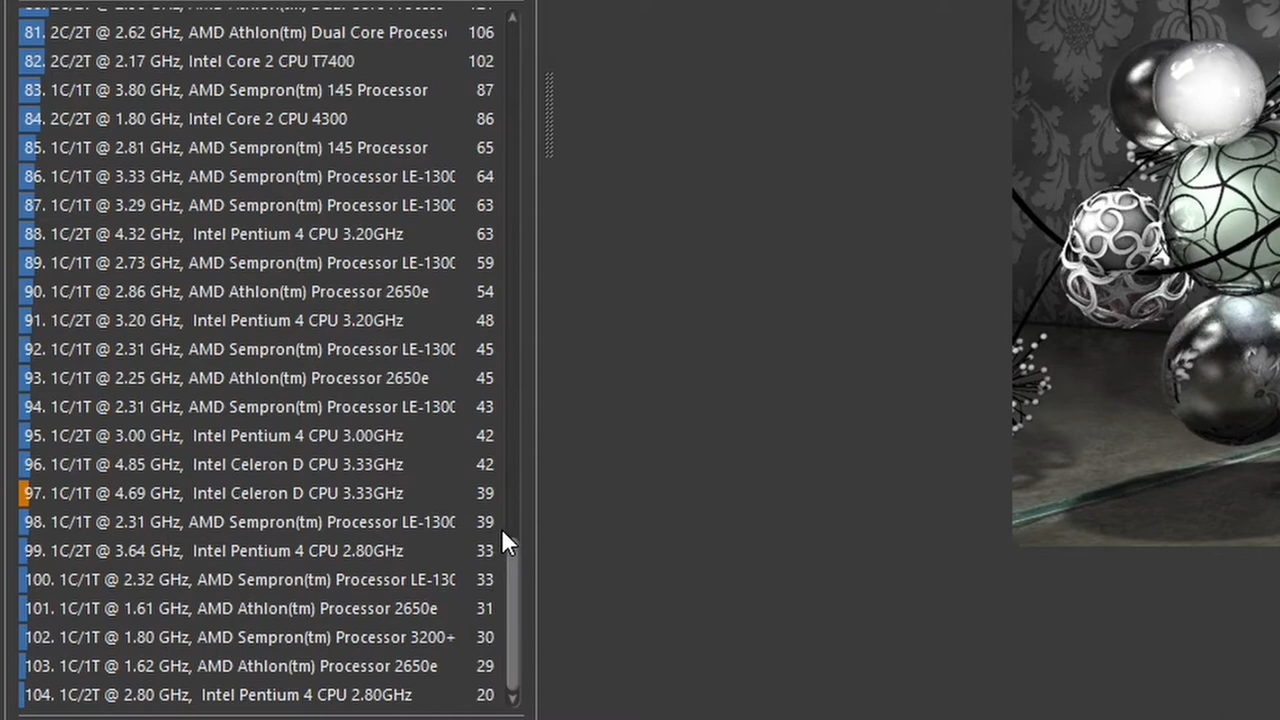 81. 2C/2T @ 2.62 GHz, AMD Athlon(tm) Dual Core Process 106
82. 2C/2T @ 2.17 GHz, Intel Core 2 CPU T7400 102
83. 1C/1T @ 3.80 GHz, AMD Sempron(tm) 145 Processor 87
84. 2C/2T @ 1.80 GHz, Intel Core 2 CPU 4300 86
85. 1C/1T @ 2.81 GHz, AMD Sempron(tm) 145 Processor 65
86. 1C/1T @ 3.33 GHz, AMD Sempron(tm) Processor LE-1300 64
87. 1C/1T @ 3.29 GHz, AMD Sempron(tm) Processor LE-1300 63
88. 1C/2T @ 4.32 GHz, Intel Pentium 4 CPU 3.20GHz 63
89. 1C/1T @ 2.73 GHz, AMD Sempron(tm) Processor LE-1300 59
90. 1C/1T @ 2.86 GHz, AMD Athlon(tm) Processor 2650e 54
91. 1C/2T @ 3.20 GHz, Intel Pentium 4 CPU 3.20GHz 48
92. 1C/1T @ 2.31 GHz, AMD Sempron(tm) Processor LE-1300 45
93. 1C/1T @ 2.25 GHz, AMD Athlon(tm) Processor 2650e 45
94. 1C/1T @ 2.31 GHz, AMD Sempron(tm) Processor LE-1300 43
95. 1C/2T @ 3.00 GHz, Intel Pentium 4 CPU 3.00GHz 42
96. 1C/1T @ 4.85 GHz, Intel Celeron D CPU 3.33GHz 42
97. 1C/1T @ 4.69 GHz, Intel Celeron D CPU 3.33GHz 39
98. 1C/1T @ 2.31 GHz, AMD Sempron(tm) Processor LE-1300 39
99. 1C/2T @ 3.64 GHz, Intel Pentium 4 CPU 2.80GHz 33
100. 1C/1T @ 2.32 GHz, AMD Sempron(tm) Processor LE-130 33
101. 1C/1T @ 1.61 GHz, AMD Athlon(tm) Processor 2650e 31
102. 1C/1T @ 1.80 GHz, AMD Sempron(tm) Processor 3200+ 30
103. 1C/1T @ 1.62 GHz, AMD Athlon(tm) Processor 2650e 29
104. 1C/2T @ 2.80 GHz, Intel Pentium 4 CPU 2.80GHz 20